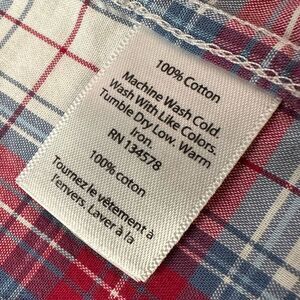 100% Cotton
Machine Wash Cold.
Wash With Like Colors.
Tumble Dry Low. Warm
Iron.
RN 134578
100% coton
Tournez le vêtement à
l'envers. Laver à la